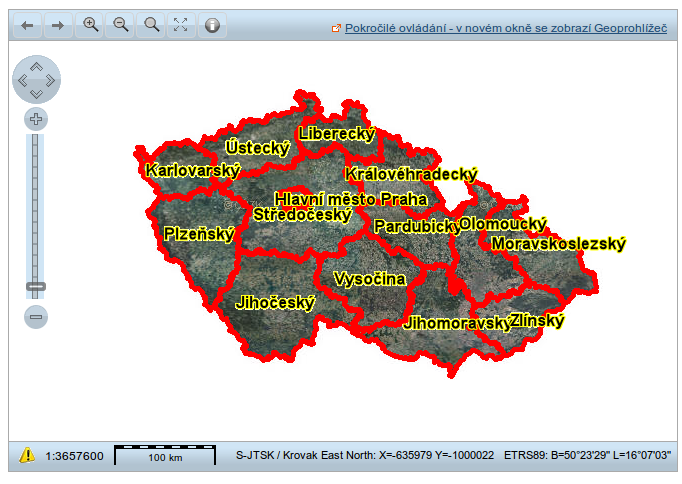 Pokročilé ovládání - v novém okně se zobrazí Geoprohlížeč
Liberecký
Ústecký
Karlovarský
Královéhradecký
Hlavní město Praha
Středočeský
Pardubický
Olomoucký
Plzeňský
Moravskoslezský
Vysočina
Jihočeský
Jihomoravský
Zlínský
1:3657600
100 km
S-JTSK / Krovak East North: X=-635979 Y=-1000022 ETRS89: B=50°23'29" L=16°07'03"